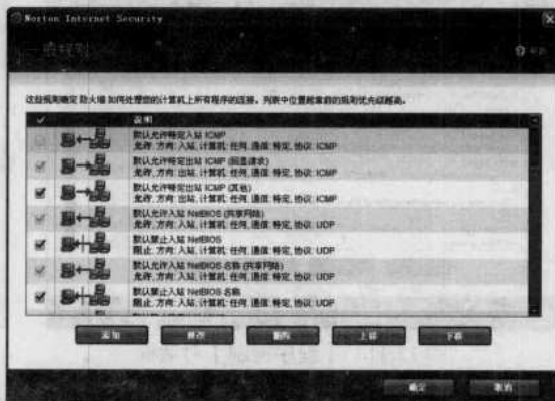 Norton Internet Security
一般规则
这些规则确定 防火墙 如何处理您的计算机上所有程序的连接。列表中位置越靠前的规则优先级越高。
说明
默认允许特定入站 ICMP
允许, 方向: 入站, 计算机: 任何, 通信: 特定, 协议: ICMP
默认允许特定出站 ICMP (回显请求)
允许, 方向: 出站, 计算机: 任何, 通信: 特定, 协议: ICMP
默认允许特定出站 ICMP (其他)
允许, 方向: 出站, 计算机: 任何, 通信: 特定, 协议: ICMP
默认允许入站 NetBIOS (共享网络)
允许, 方向: 入站, 计算机: 任何, 通信: 特定, 协议: UDP
默认禁止入站 NetBIOS
阻止, 方向: 入站, 计算机: 任何, 通信: 特定, 协议: UDP
默认允许入站 NetBIOS 名称 (共享网络)
允许, 方向: 入站, 计算机: 任何, 通信: 特定, 协议: UDP
默认禁止入站 NetBIOS 名称
阻止, 方向: 入站, 计算机: 任何, 通信: 特定, 协议: UDP
添加
修改
删除
上移
下移
确定
取消